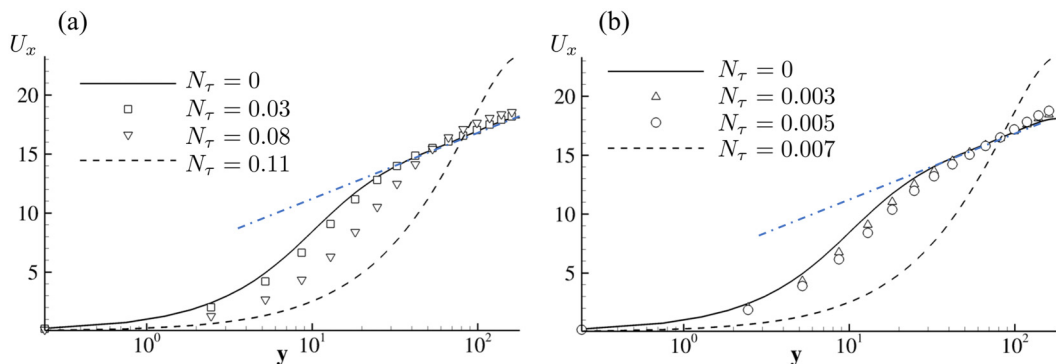 (a)
U_x
20
15
10
5
N_τ = 0
N_τ = 0.03
N_τ = 0.08
N_τ = 0.11
10^0
10^1
10^2
y
(b)
U_x
20
15
10
5
N_τ = 0
N_τ = 0.003
N_τ = 0.005
N_τ = 0.007
10^0
10^1
10^2
y